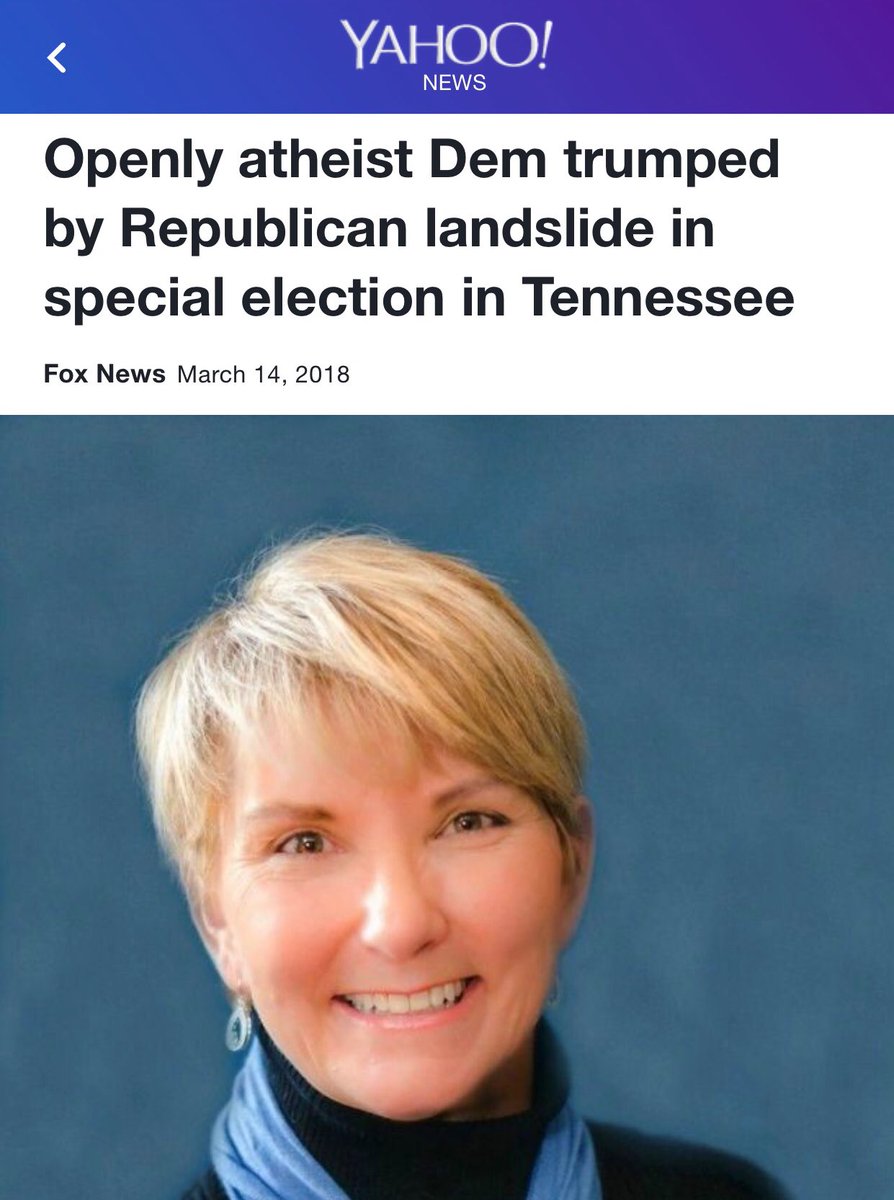 YAHOO!
NEWS
Openly atheist Dem trumped
by Republican landslide in
special election in Tennessee
Fox News March 14, 2018